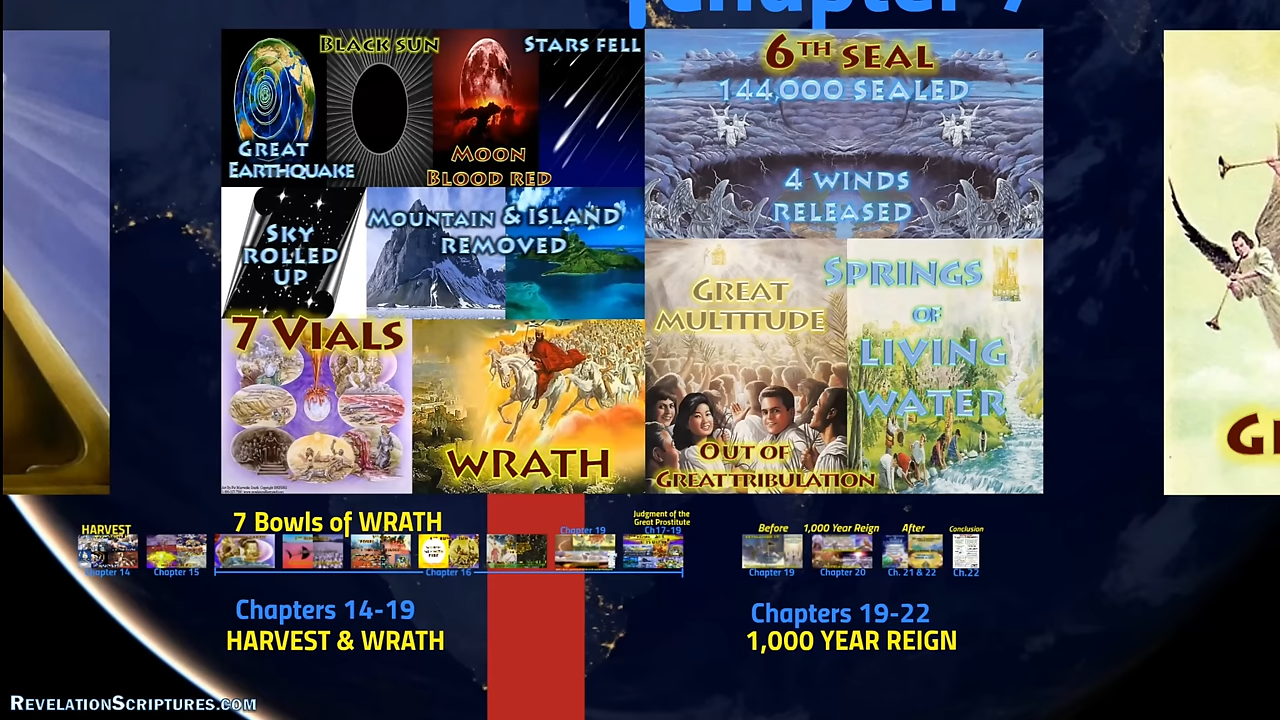 Chapter 7
BLACK SUN
STARS FELL
GREAT
EARTHQUAKE
MOON
BLOOD RED
6TH SEAL
144,000 SEALED
4 WINDS
RELEASED
SKY
ROLLED
UP
MOUNTAIN & ISLAND
REMOVED
7 VIALS
WRATH
GREAT
MULTITUDE
OUT OF
GREAT TRIBULATION
SPRINGS
OF
LIVING
WATER
HARVEST
Chapter 14
Chapter 15
7 Bowls of WRATH
Chapter 16
Chapter 19
Judgment of the
Great Prostitute
Ch 17-19
Before
1,000 Year Reign
After
Conclusion
Chapter 19
Chapter 20
Ch. 21 & 22
Ch.22
Chapters 14-19
HARVEST & WRATH
Chapters 19-22
1,000 YEAR REIGN
REVELATIONSCRIPTURES.COM